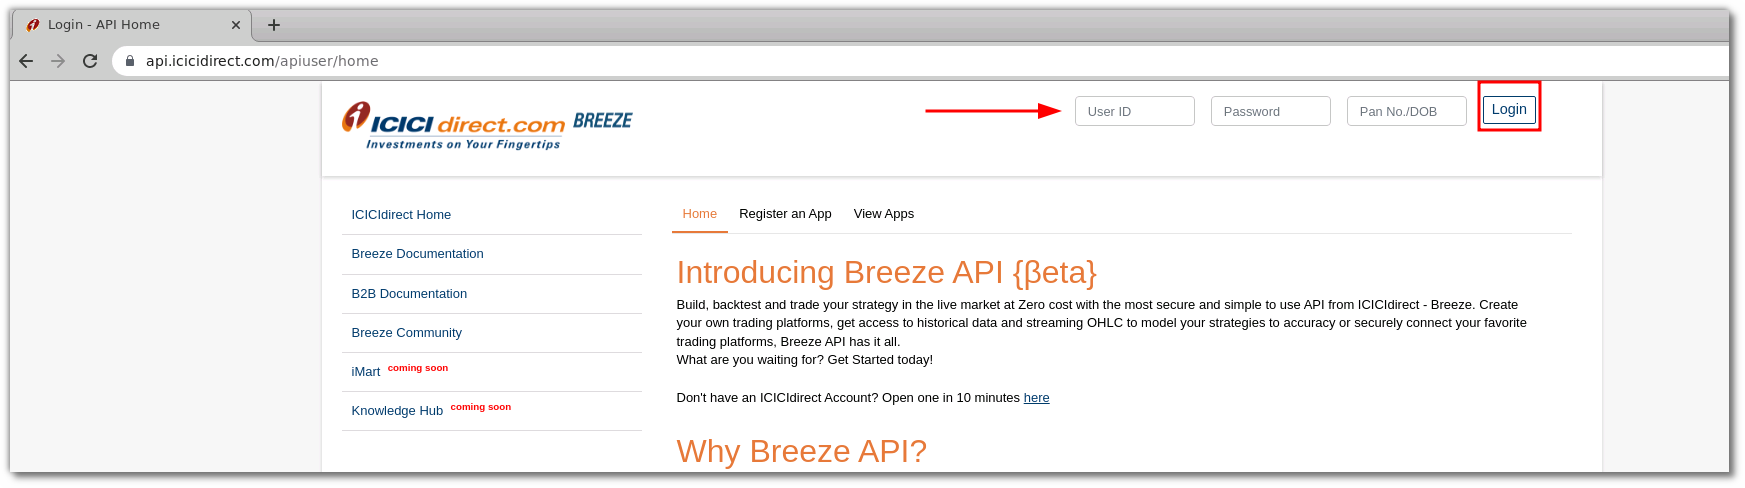 Login - API Home
api.icicidirect.com/apiuser/home
ICICI direct.com BREEZE
Investments on Your Fingertips
User ID
Password
Pan No./DOB
Login
ICICIdirect Home
Breeze Documentation
B2B Documentation
Breeze Community
iMart coming soon
Knowledge Hub coming soon
Home Register an App View Apps
Introducing Breeze API {βeta}
Build, backtest and trade your strategy in the live market at Zero cost with the most secure and simple to use API from ICICIdirect - Breeze. Create
your own trading platforms, get access to historical data and streaming OHLC to model your strategies to accuracy or securely connect your favorite
trading platforms, Breeze API has it all.
What are you waiting for? Get Started today!
Don't have an ICICIdirect Account? Open one in 10 minutes here
Why Breeze API?